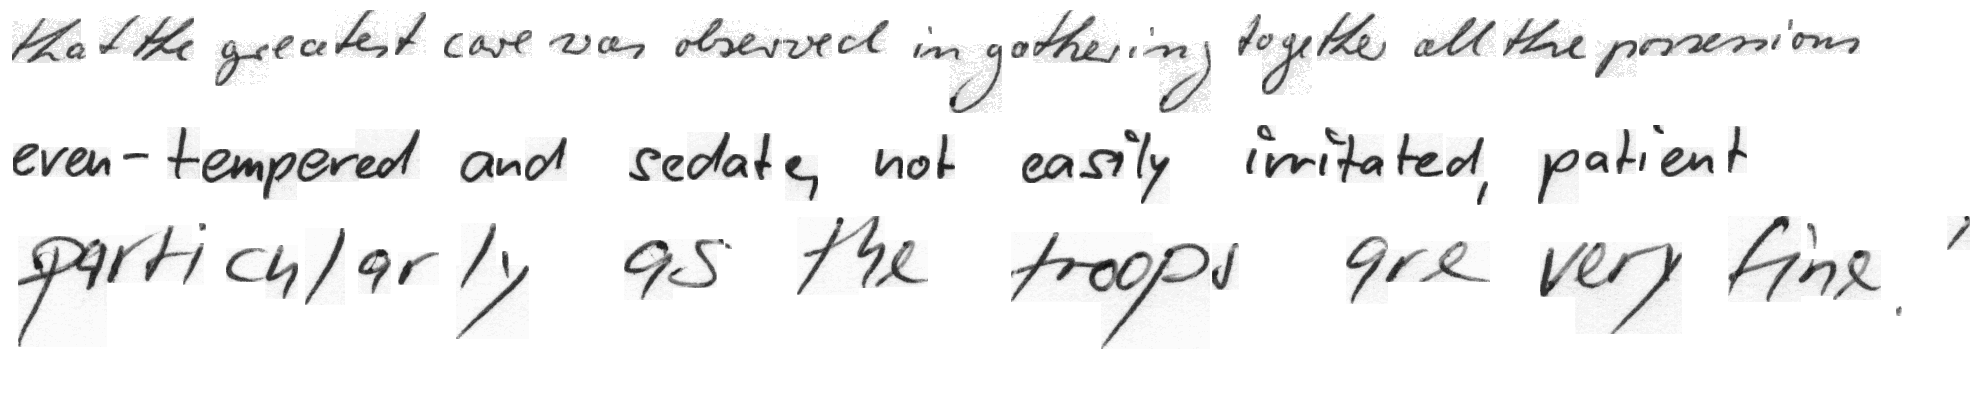 that the greatest care was observed in gathering together all the possessions
even-tempered and sedate, not easily irritated, patient
particularly as the troops are very fine.'